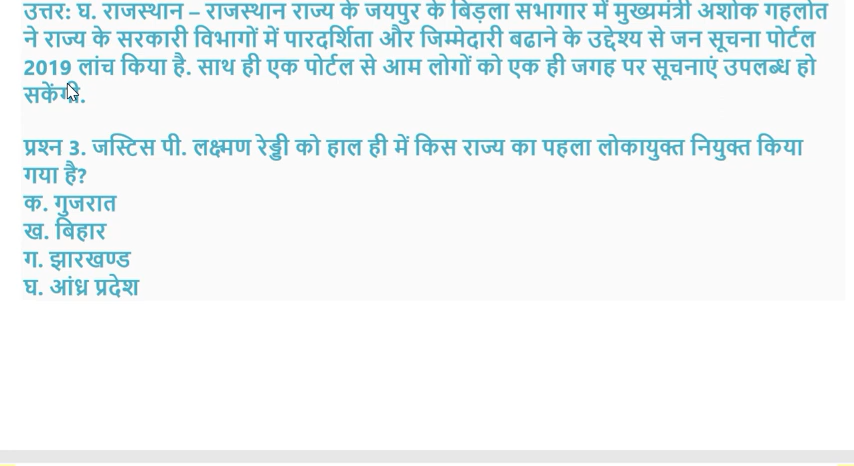 उत्तर: घ. राजस्थान – राजस्थान राज्य के जयपुर के बिड़ला सभागार में मुख्यमंत्री अशोक गहलोत
ने राज्य के सरकारी विभागों में पारदर्शिता और जिम्मेदारी बढाने के उद्देश्य से जन सूचना पोर्टल
2019 लांच किया है. साथ ही एक पोर्टल से आम लोगों को एक ही जगह पर सूचनाएं उपलब्ध हो
सकेंगी.
प्रश्न 3. जस्टिस पी. लक्ष्मण रेड्डी को हाल ही में किस राज्य का पहला लोकायुक्त नियुक्त किया
गया है?
क. गुजरात
ख. बिहार
ग. झारखण्ड
घ. आंध्र प्रदेश